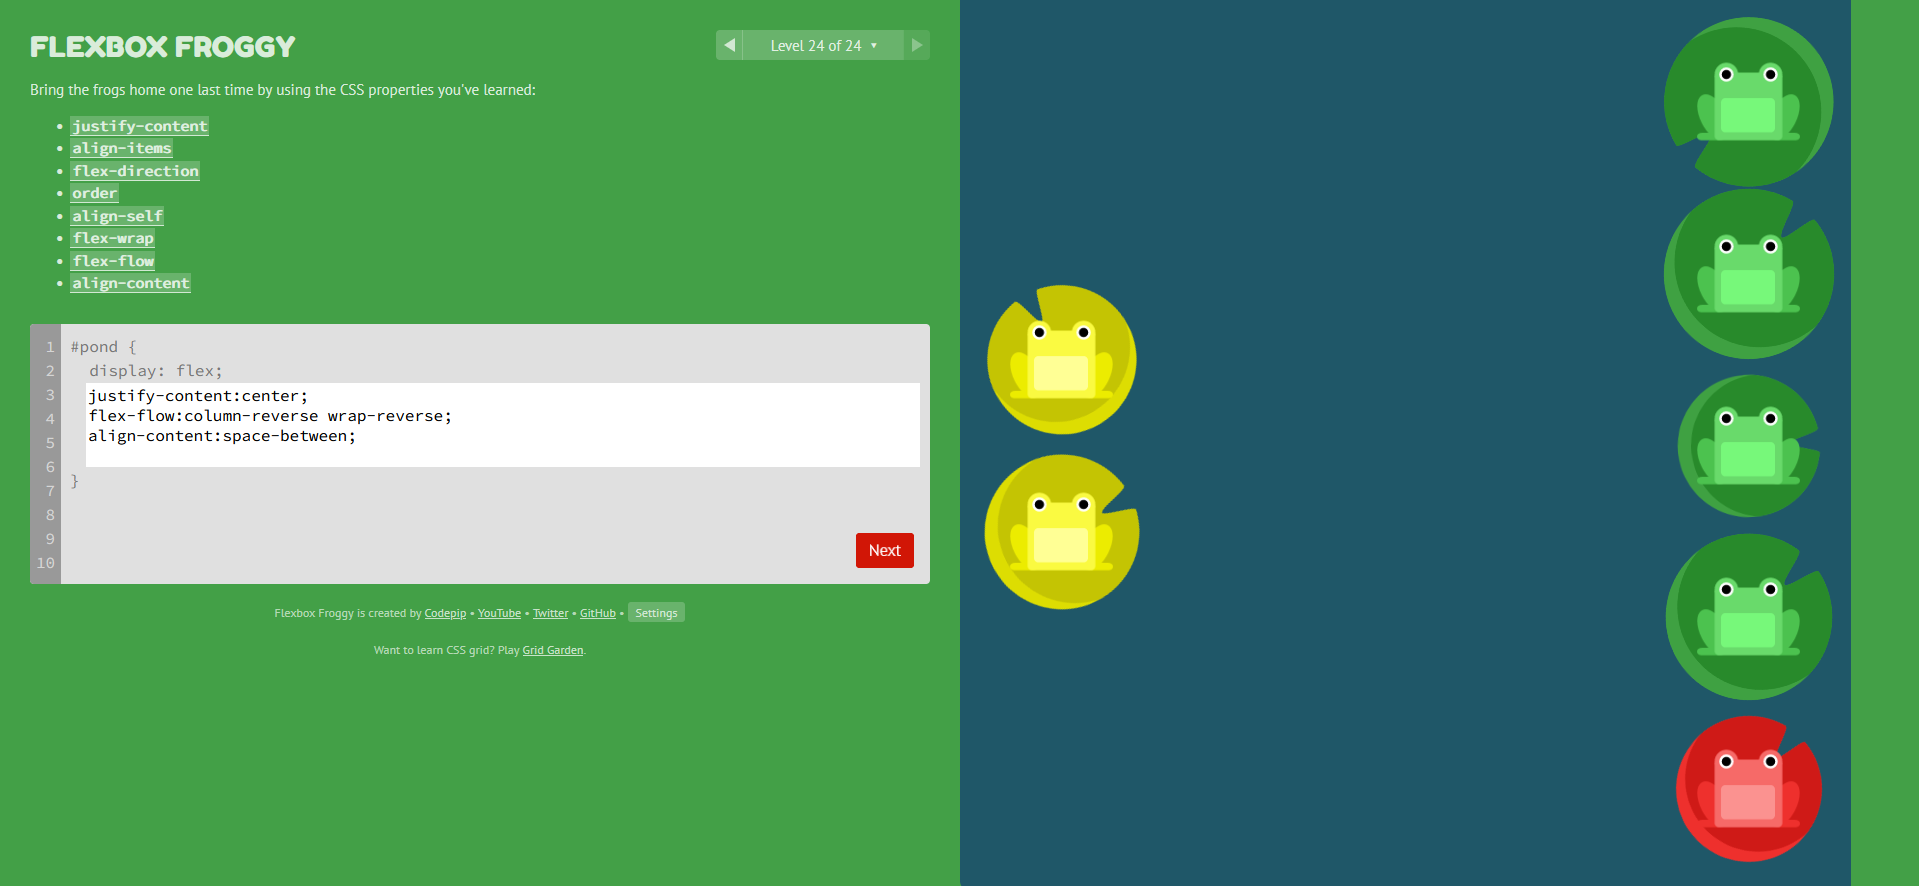 FLEXBOX FROGGY
◀ Level 24 of 24 ▼ ▶
Bring the frogs home one last time by using the CSS properties you've learned:
• justify-content
• align-items
• flex-direction
• order
• align-self
• flex-wrap
• flex-flow
• align-content
1 #pond {
2 display: flex;
3 justify-content:center;
4 flex-flow:column-reverse wrap-reverse;
5 align-content:space-between;
6
7 }
8
9
10
Next
Flexbox Froggy is created by Codepip • YouTube • Twitter • GitHub • Settings
Want to learn CSS grid? Play Grid Garden.